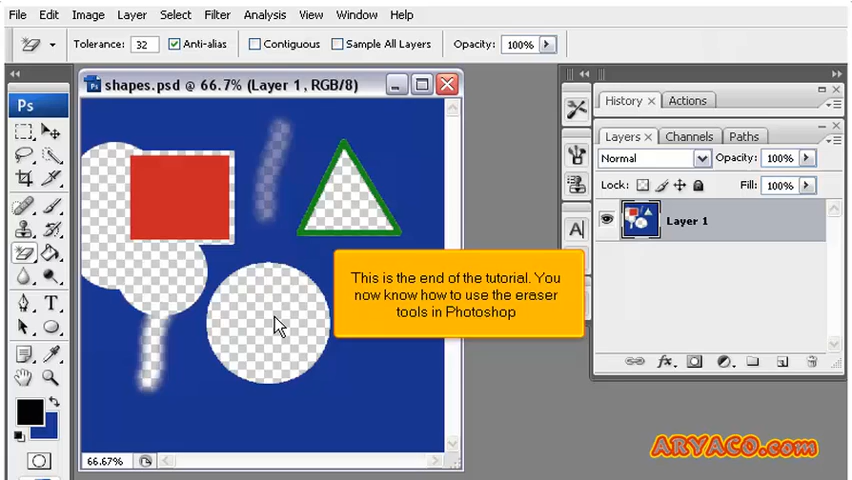 File Edit Image Layer Select Filter Analysis View Window Help
Tolerance: 32 Anti-alias Contiguous Sample All Layers Opacity: 100%
shapes.psd @ 66.7% (Layer 1, RGB/8)
Ps
History Actions
Layers Channels Paths
Normal Opacity: 100%
Lock: Fill: 100%
Layer 1
This is the end of the tutorial. You
now know how to use the eraser
tools in Photoshop
66.67%
ARYACO.com